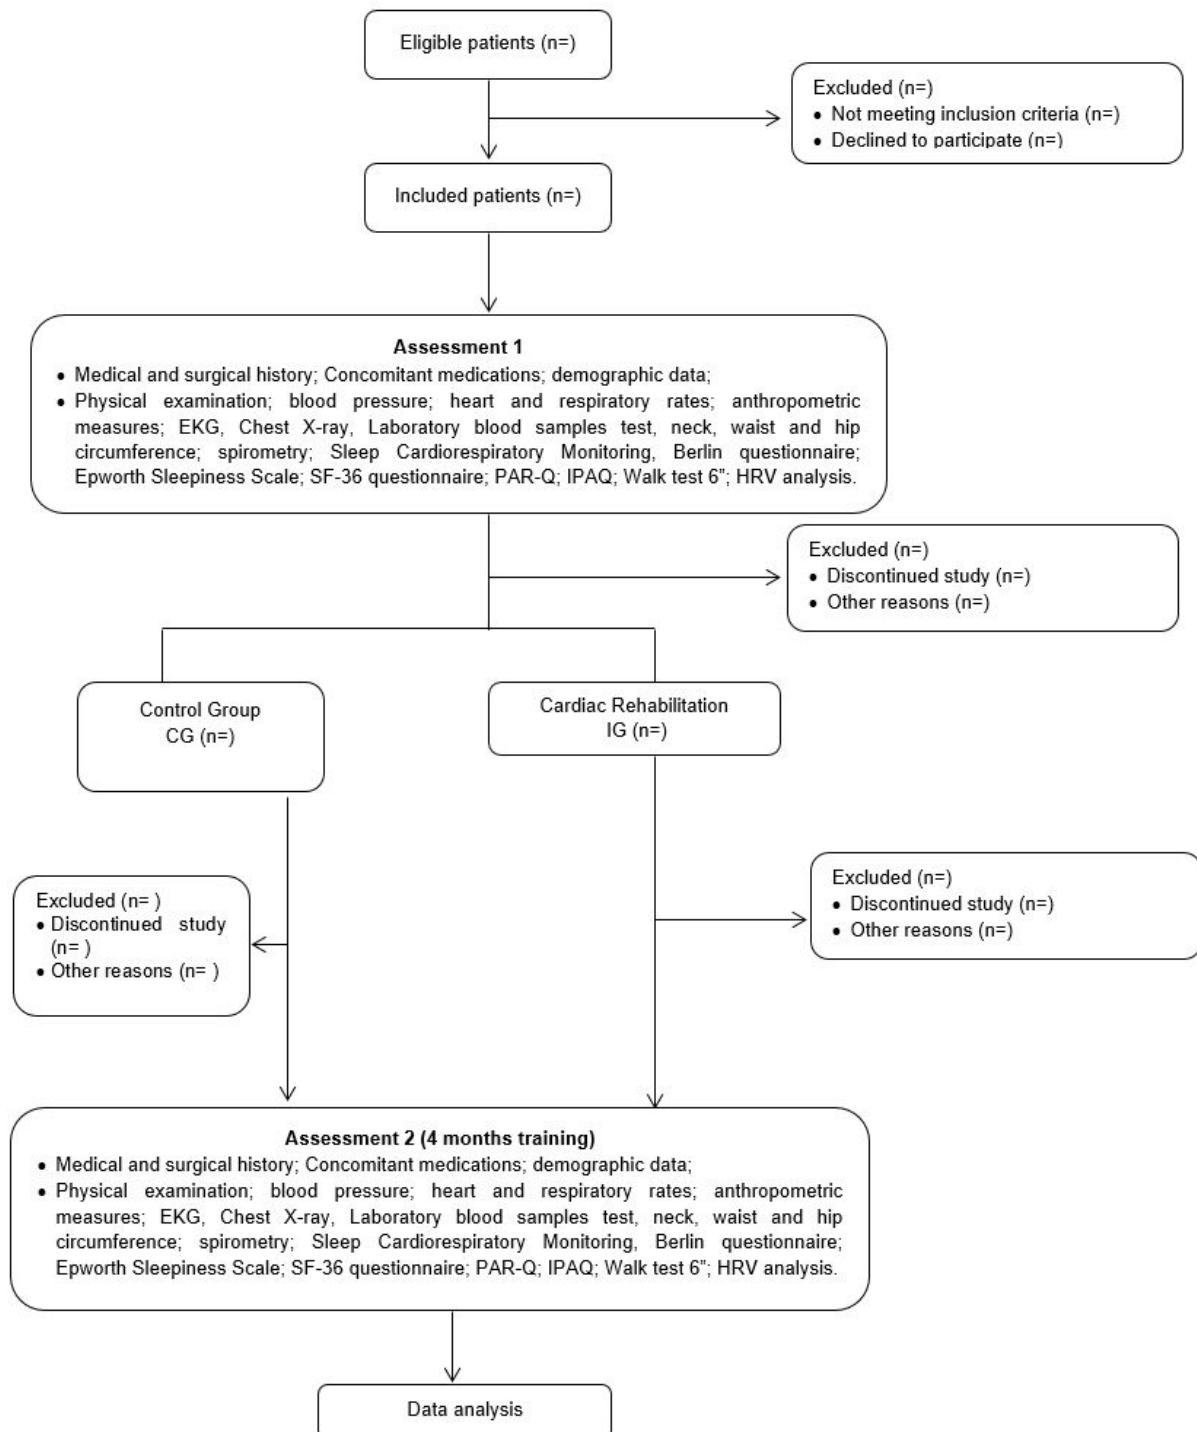 Eligible patients (n=)
Excluded (n=)
• Not meeting inclusion criteria (n=)
• Declined to participate (n=)
Included patients (n=)
Assessment 1
• Medical and surgical history; Concomitant medications; demographic data;
• Physical examination; blood pressure; heart and respiratory rates; anthropometric
measures; EKG, Chest X-ray, Laboratory blood samples test, neck, waist and hip
circumference; spirometry; Sleep Cardiorespiratory Monitoring, Berlin questionnaire;
Epworth Sleepiness Scale; SF-36 questionnaire; PAR-Q; IPAQ; Walk test 6”; HRV analysis.
Excluded (n=)
• Discontinued study (n=)
• Other reasons (n=)
Control Group
CG (n=)
Cardiac Rehabilitation
IG (n=)
Excluded (n= )
• Discontinued study
(n= )
• Other reasons (n= )
Excluded (n=)
• Discontinued study (n=)
• Other reasons (n=)
Assessment 2 (4 months training)
• Medical and surgical history; Concomitant medications; demographic data;
• Physical examination; blood pressure; heart and respiratory rates; anthropometric
measures; EKG, Chest X-ray, Laboratory blood samples test, neck, waist and hip
circumference; spirometry; Sleep Cardiorespiratory Monitoring, Berlin questionnaire;
Epworth Sleepiness Scale; SF-36 questionnaire; PAR-Q; IPAQ; Walk test 6”; HRV analysis.
Data analysis